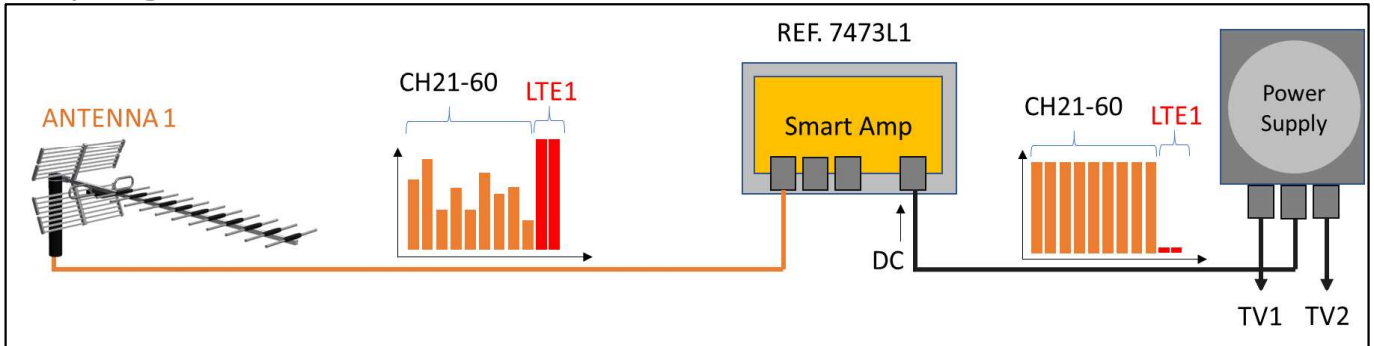 REF. 7473L1
ANTENNA 1
CH21-60
LTE1
Smart Amp
DC
CH21-60
LTE1
Power
Supply
TV1
TV2